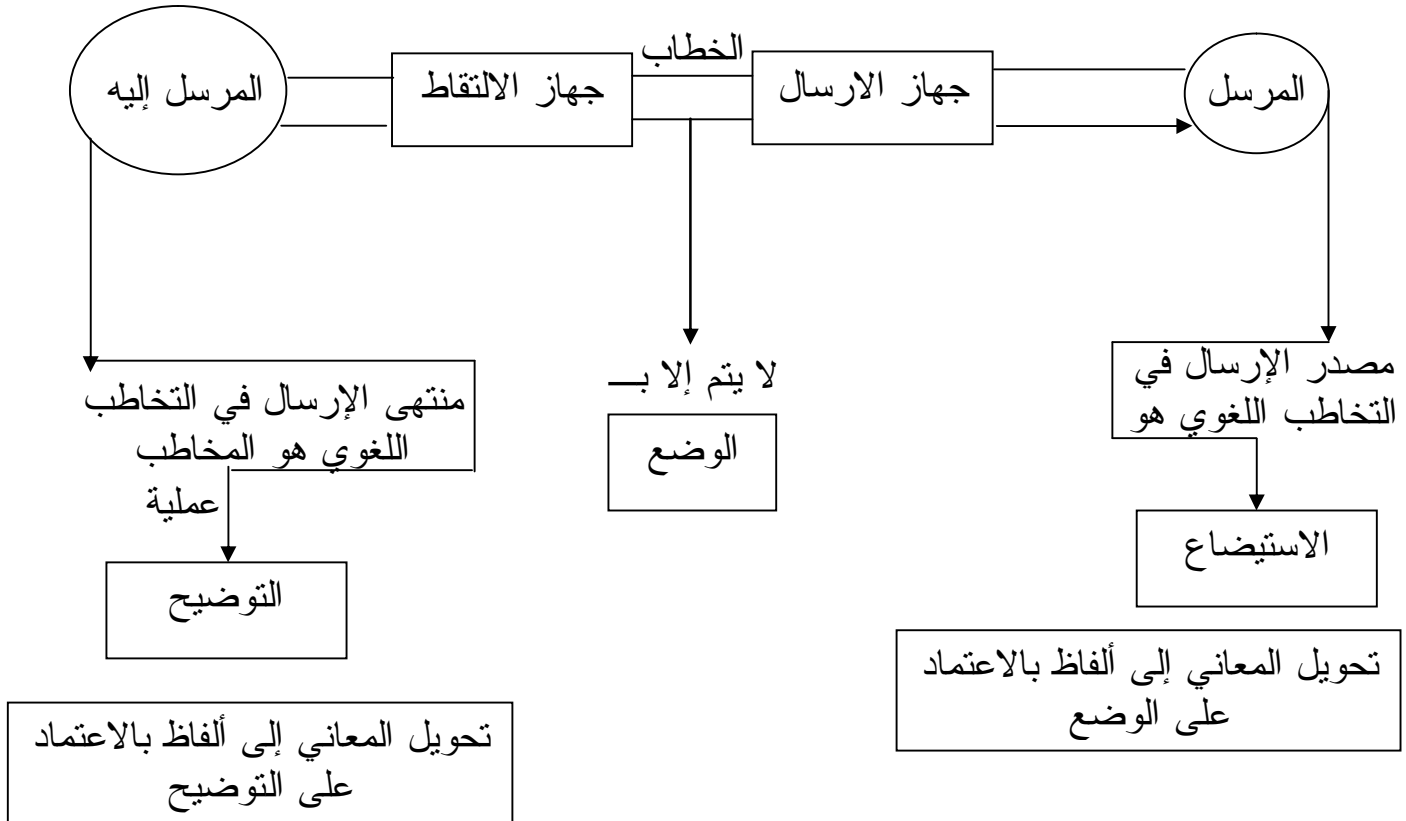 الخطاب
المرسل
جهاز الارسال
جهاز الالتقاط
المرسل إليه
مصدر الإرسال في
التخاطب اللغوي هو
لا يتم إلا بـــ
الوضع
منتهى الإرسال في التخاطب
اللغوي هو المخاطب
عملية
الاستيضاع
التوضيح
تحويل المعاني إلى ألفاظ بالاعتماد
على الوضع
تحويل المعاني إلى ألفاظ بالاعتماد
على التوضيح